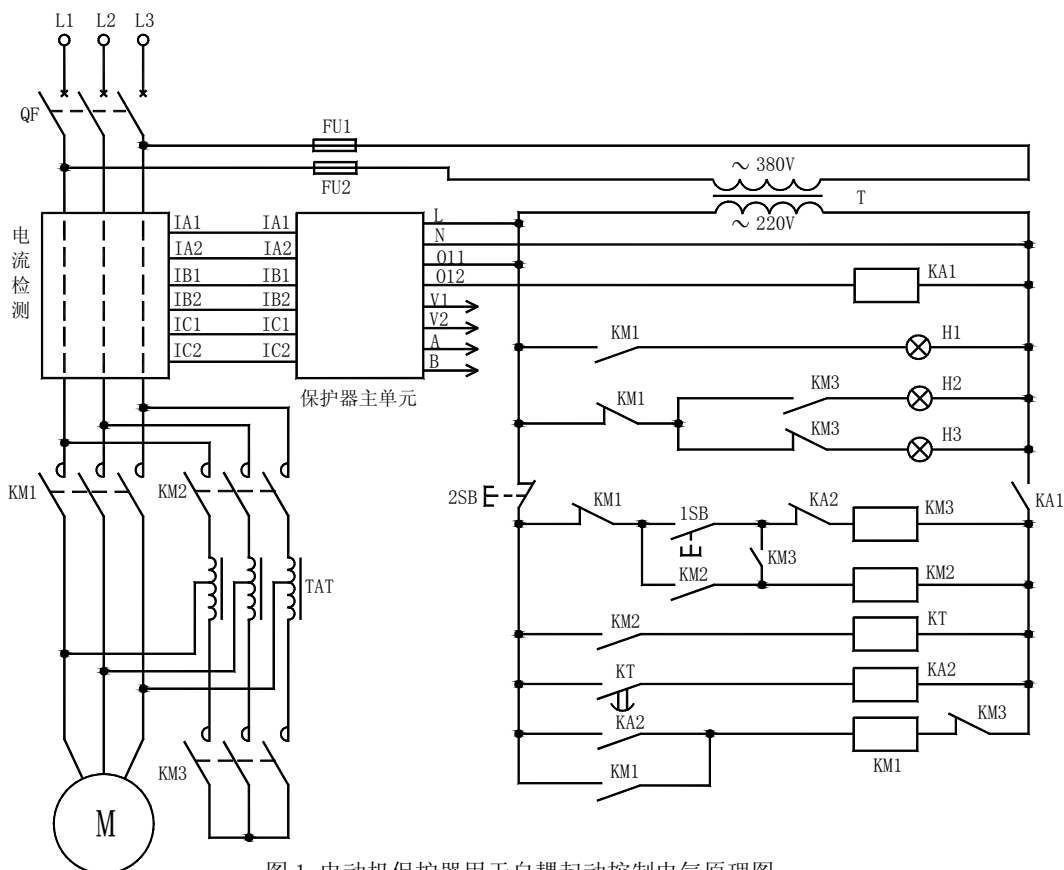 L1 L2 L3
QF
FU1
FU2
～380V
T
～220V
电流检测
IA1 IA1
IA2 IA2
IB1 IB1
IB2 IB2
IC1 IC1
IC2 IC2
L
N
O11
O12
V1
V2
A
B
保护器主单元
KA1
KM1 H1
KM1 KM3 H2
KM3 H3
KM1 KM2
2SB KM1 1SB KA2 KM3 KA1
KM3
KM2 KM2
TAT
KM2 KT
KT KA2
KA2 KM3
KM1 KM1
KM3
M
图 1 电动机保护器用于自耦起动控制电气原理图